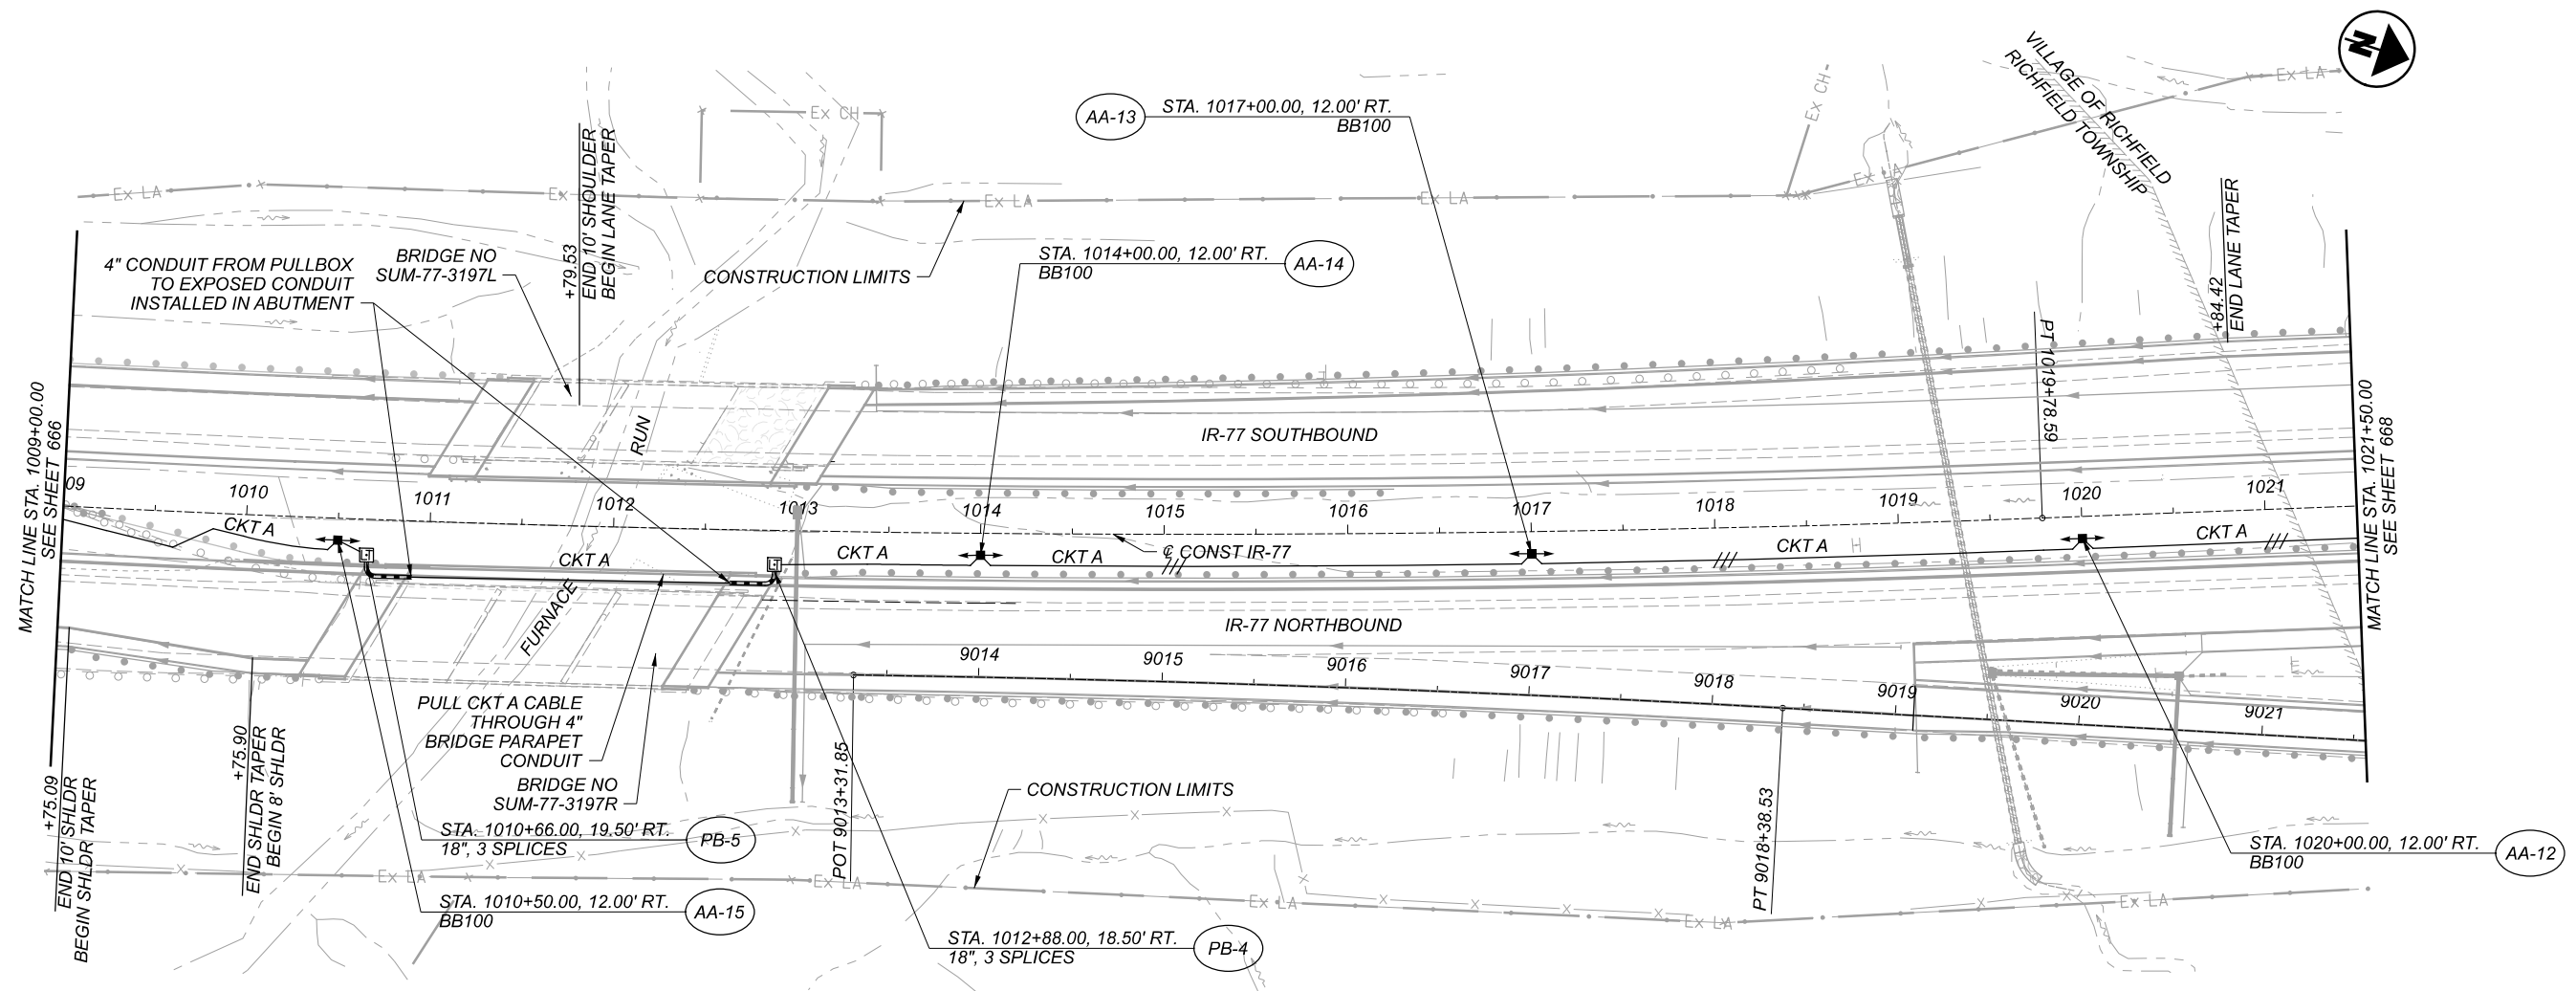 N
VILLAGE OF RICHFIELD
RICHFIELD TOWNSHIP
Ex LA
Ex CH
Ex CH
AA-13
STA. 1017+00.00, 12.00' RT.
BB100
Ex LA
Ex
Ex LA
Ex LA
Ex LA
+79.53
END 10' SHOULDER
BEGIN LANE TAPER
+84.42
END LANE TAPER
4" CONDUIT FROM PULLBOX
TO EXPOSED CONDUIT
INSTALLED IN ABUTMENT
BRIDGE NO
SUM-77-3197L
CONSTRUCTION LIMITS
STA. 1014+00.00, 12.00' RT.
BB100
AA-14
PT 1019+78.59
MATCH LINE STA. 1009+00.00
SEE SHEET 666
MATCH LINE STA. 1021+50.00
SEE SHEET 668
RUN
IR-77 SOUTHBOUND
09
1010
1011
1012
1013
1014
1015
1016
1017
1018
1019
1020
1021
CKT A
CKT A
CKT A
CKT A
CKT A
CKT A
H
℄ CONST IR-77
FURNACE
IR-77 NORTHBOUND
9014
9015
9016
9017
9018
9019
9020
9021
E
PULL CKT A CABLE
THROUGH 4"
BRIDGE PARAPET
CONDUIT
BRIDGE NO
SUM-77-3197R
+75.09
END 10' SHLDR
BEGIN SHLDR TAPER
+75.90
END SHLDR TAPER
BEGIN 8' SHLDR
POT 9013+31.85
PT 9018+38.53
CONSTRUCTION LIMITS
STA. 1010+66.00, 19.50' RT.
18", 3 SPLICES
PB-5
STA. 1020+00.00, 12.00' RT.
BB100
AA-12
Ex LA
Ex LA
Ex LA
Ex LA
Ex LA
STA. 1010+50.00, 12.00' RT.
BB100
AA-15
STA. 1012+88.00, 18.50' RT.
18", 3 SPLICES
PB-4